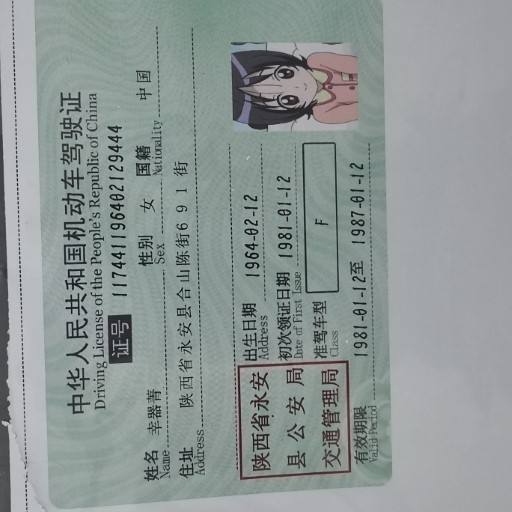 中华人民共和国机动车驾驶证
Driving License of the People's Republic of China
证号 117441196402129444
姓名 幸器菁 性别 女 国籍 中国
Name Sex Nationality
住址 陕西省永安县合山陈街691街
Address
陕西省永安
县公安局
交通管理局
出生日期 1964-02-12
Address
初次领证日期 1981-01-12
Date of First Issue
准驾车型 F
Class
有效期限 1981-01-12至 1987-01-12
Valid Period